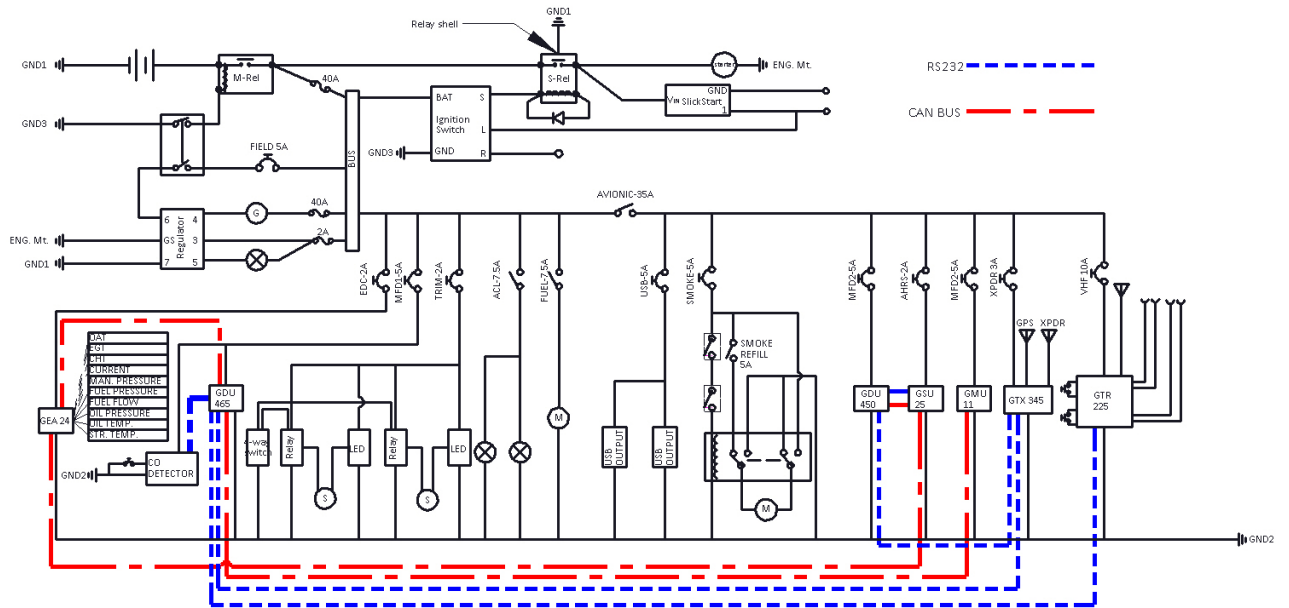 GND1
Relay shell
GND1
M-Rel
40A
S-Rel
starter
ENG. Mt.
RS232
CAN BUS
GND3
FIELD 5A
BUS
BAT
S
Ignition
Switch
L
GND3
GND
R
VIN
SlickStart
GND
1
AVIONIC-35A
6
4
GS
3
7
5
Regulator
G
40A
2A
ENG. Mt.
GND1
EDC-2A
MFD1-5A
TRIM-2A
ACL-7.5A
FUEL-7.5A
USB-5A
SMOKE-5A
MFD2-5A
AHRS-2A
MFD2-5A
XPDR 3A
VHF 10A
GPS
XPDR
OAT
EGT
CHT
CURRENT
MAN. PRESSURE
FUEL PRESSURE
FUEL FLOW
OIL PRESSURE
OIL TEMP.
STR. TEMP.
GEA 24
GDU
465
SMOKE
REFILL
5A
GDU
450
GSU
25
GMU
11
GTX 345
GTR
225
4-way
switch
Relay
LED
Relay
LED
M
USB
OUTPUT
USB
OUTPUT
CO
DETECTOR
GND2
S
S
M
GND2